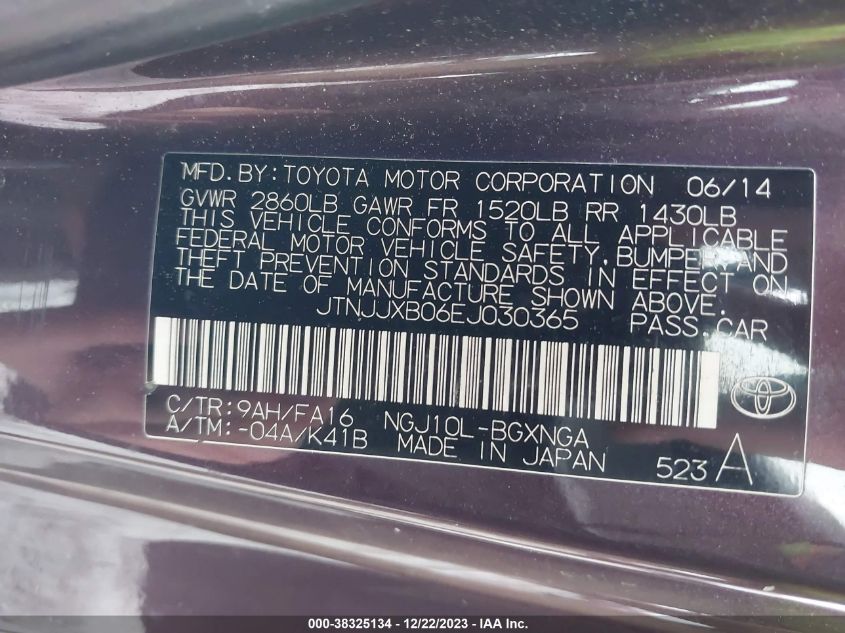 MFD.BY:TOYOTA MOTOR CORPORATION 06/14
GVWR 2860LB GAWR FR 1520LB RR 1430LB
THIS VEHICLE CONFORMS TO ALL APPLICABLE
FEDERAL MOTOR VEHICLE SAFETY,BUMPER,AND
THEFT PREVENTION STANDARDS IN EFFECT ON
THE DATE OF MANUFACTURE SHOWN ABOVE.
JTNJJXB06EJ030365 PASS.CAR
C/TR:9AH/FA16 NGJ10L-BGXNGA
A/TM:-04A/K41B MADE IN JAPAN 523 A
000-38325134 - 12/22/2023 - IAA Inc.